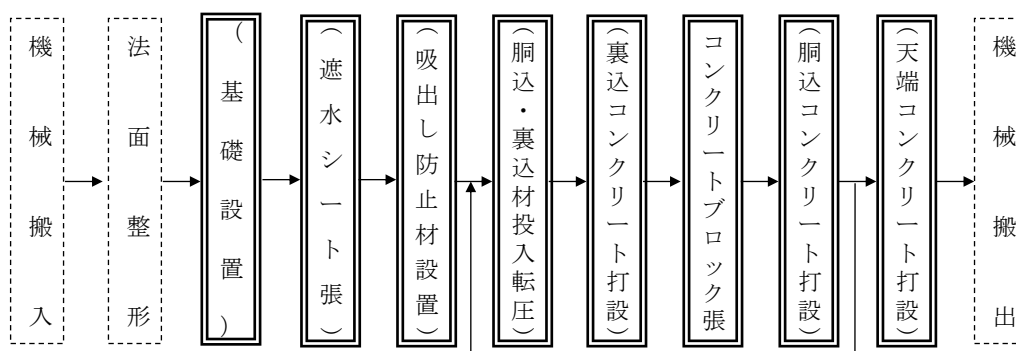 機械搬入
法面整形
(基礎設置)
(遮水シート張)
(吸出し防止材設置)
(胴込・裏込材投入転圧)
(裏込コンクリート打設)
コンクリートブロック張
(胴込コンクリート打設)
(天端コンクリート打設)
機械搬出